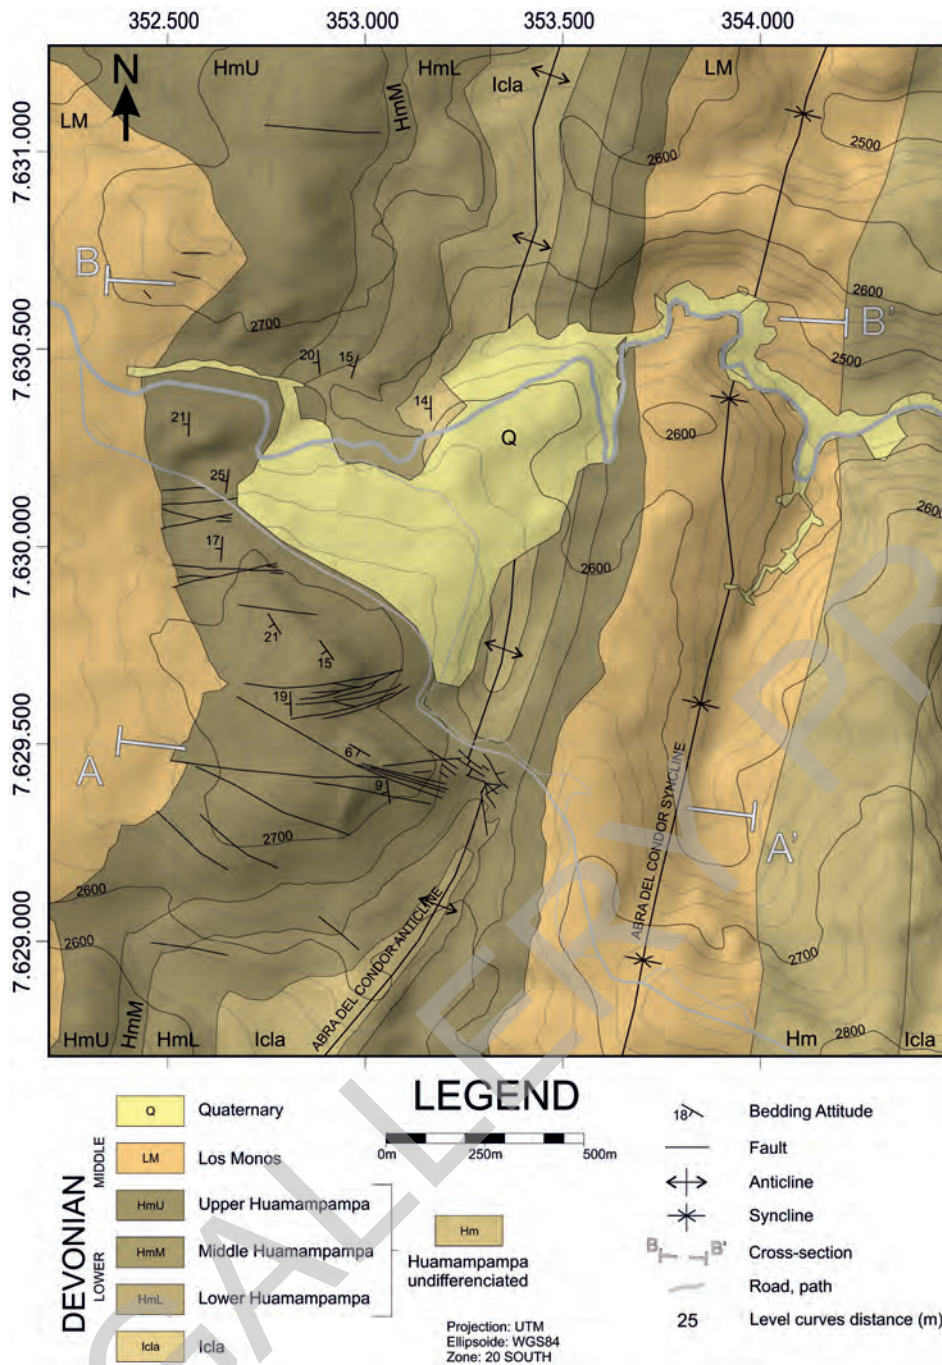 352.500
353.000
353.500
354.000
7.631.000
7.630.500
7.630.000
7.629.500
7.629.000
N
LM
HmU
HmM
HmL
Icla
LM
2600
2500
B
2700
2600
2500
B'
20
15
14
21
25
17
21
15
19
6
9
Q
2600
2600
2600
A
A'
2700
2600
2600
2700
2800
ABRA DEL CONDOR ANTICLINE
ABRA DEL CONDOR SYNCLINE
HmU
HmM
HmL
Icla
Hm
Icla
LEGEND
0m
250m
500m
DEVONIAN
MIDDLE
LOWER
Q
Quaternary
LM
Los Monos
HmU
Upper Huamampampa
HmM
Middle Huamampampa
HmL
Lower Huamampampa
Icla
Icla
Hm
Huamampampa
undifferenciated
Projection: UTM
Ellipsoide: WGS84
Zone: 20 SOUTH
18
Bedding Attitude
Fault
Anticline
Syncline
B
B'
Cross-section
Road, path
25
Level curves distance (m)
GALLERY PR